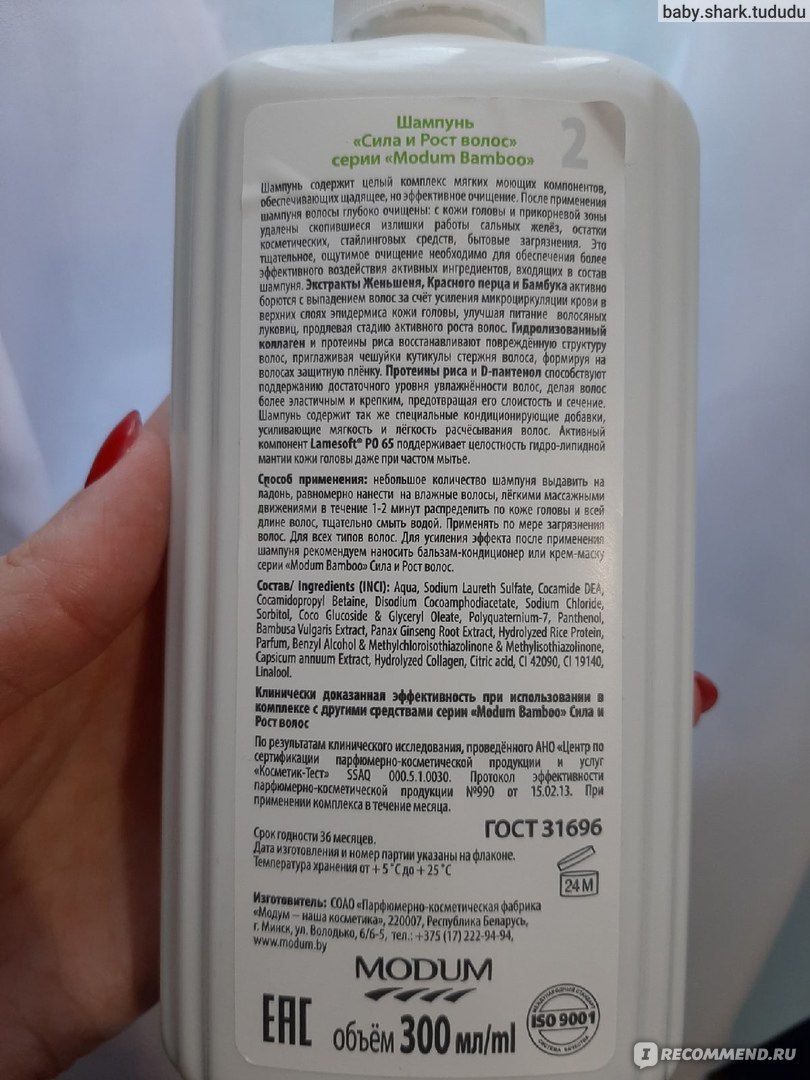 baby.shark.tududu
Шампунь
«Сила и Рост волос»
серии «Modum Bamboo»
2
Шампунь содержит целый комплекс мягких моющих компонентов,
обеспечивающих щадящее, но эффективное очищение. После применения
шампуня волосы глубоко очищены: с кожи головы и прикорневой зоны
удалены скопившиеся излишки работы сальных желёз, остатки
косметических, стайлинговых средств, бытовые загрязнения. Это
тщательное, ощутимое очищение необходимо для обеспечения более
эффективного воздействия активных ингредиентов, входящих в состав
шампуня. Экстракты Женьшеня, Красного перца и Бамбука активно
борются с выпадением волос за счёт усиления микроциркуляции крови в
верхних слоях эпидермиса кожи головы, улучшая питание волосяных
луковиц, продлевая стадию активного роста волос. Гидролизованный
коллаген и протеины риса восстанавливают повреждённую структуру
волос, приглаживая чешуйки кутикулы стержня волоса, формируя на
волосах защитную плёнку. Протеины риса и D-пантенол способствуют
поддержанию достаточного уровня увлажнённости волос, делая волос
более эластичным и крепким, предотвращая его слоистость и сечение.
Шампунь содержит так же специальные кондиционирующие добавки,
усиливающие мягкость и лёгкость расчёсывания волос. Активный
компонент Lamesoft® PO 65 поддерживает целостность гидро-липидной
мантии кожи головы даже при частом мытье.
Способ применения: небольшое количество шампуня выдавить на
ладонь, равномерно нанести на влажные волосы, лёгкими массажными
движениями в течение 1-2 минут распределить по коже головы и всей
длине волос, тщательно смыть водой. Применять по мере загрязнения
волос. Для всех типов волос. Для усиления эффекта после применения
шампуня рекомендуем наносить бальзам-кондиционер или крем-маску
серии «Modum Bamboo» Сила и Рост волос.
Состав/ Ingredients (INCI): Aqua, Sodium Laureth Sulfate, Cocamide DEA,
Cocamidopropyl Betaine, Disodium Cocoamphodiacetate, Sodium Chloride,
Sorbitol, Coco Glucoside & Glyceryl Oleate, Polyquaternium-7, Panthenol,
Bambusa Vulgaris Extract, Panax Ginseng Root Extract, Hydrolyzed Rice Protein,
Parfum, Benzyl Alcohol & Methylchloroisothiazolinone & Methylisothiazolinone,
Capsicum annuum Extract, Hydrolyzed Collagen, Citric acid, CI 42090, CI 19140,
Linalool.
Клинически доказанная эффективность при использовании в
комплексе с другими средствами серии «Modum Bamboo» Сила и
Рост волос
По результатам клинического исследования, проведённого АНО «Центр по
сертификации парфюмерно-косметической продукции и услуг
«Косметик-Тест» SSAQ 000.5.1.0030. Протокол эффективности
парфюмерно-косметической продукции №990 от 15.02.13. При
применении комплекса в течение месяца.
ГОСТ 31696
Срок годности 36 месяцев.
Дата изготовления и номер партии указаны на флаконе.
Температура хранения от + 5˚С до + 25˚С
24 M
Изготовитель: СОАО «Парфюмерно-косметическая фабрика
«Модум – наша косметика», 220007, Республика Беларусь,
г. Минск, ул. Володько, 6/6-5, тел.: +375 (17) 222-94-94,
www.modum.by
MODUM
EAC
объём 300 мл/ml
МЕЖДУНАРОДНЫЙ СТАНДАРТ
ISO 9001
СИСТЕМА КАЧЕСТВА
IRECOMMEND.RU